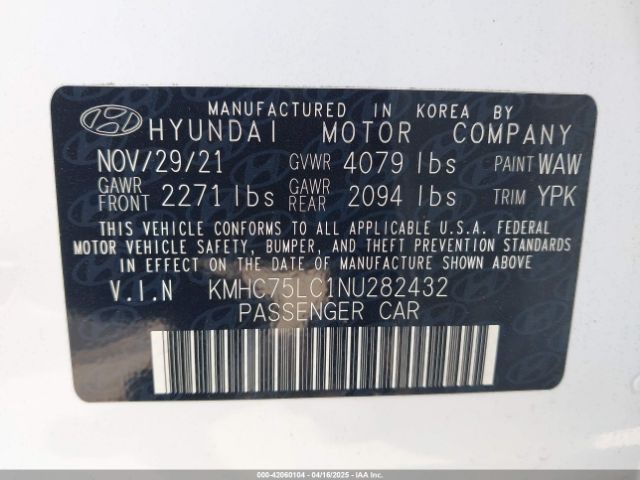 MANUFACTURED IN KOREA BY
HYUNDAI MOTOR COMPANY
NOV/29/21 GVWR 4079 lbs PAINT WAW
GAWR FRONT 2271 lbs GAWR REAR 2094 lbs TRIM YPK
THIS VEHICLE CONFORMS TO ALL APPLICABLE U.S.A. FEDERAL
MOTOR VEHICLE SAFETY, BUMPER, AND THEFT PREVENTION STANDARDS
IN EFFECT ON THE DATE OF MANUFACTURE SHOWN ABOVE.
V.I.N KMHC75LC1NU282432
PASSENGER CAR
000-42060104 - 04/16/2025 - IAAI.COM